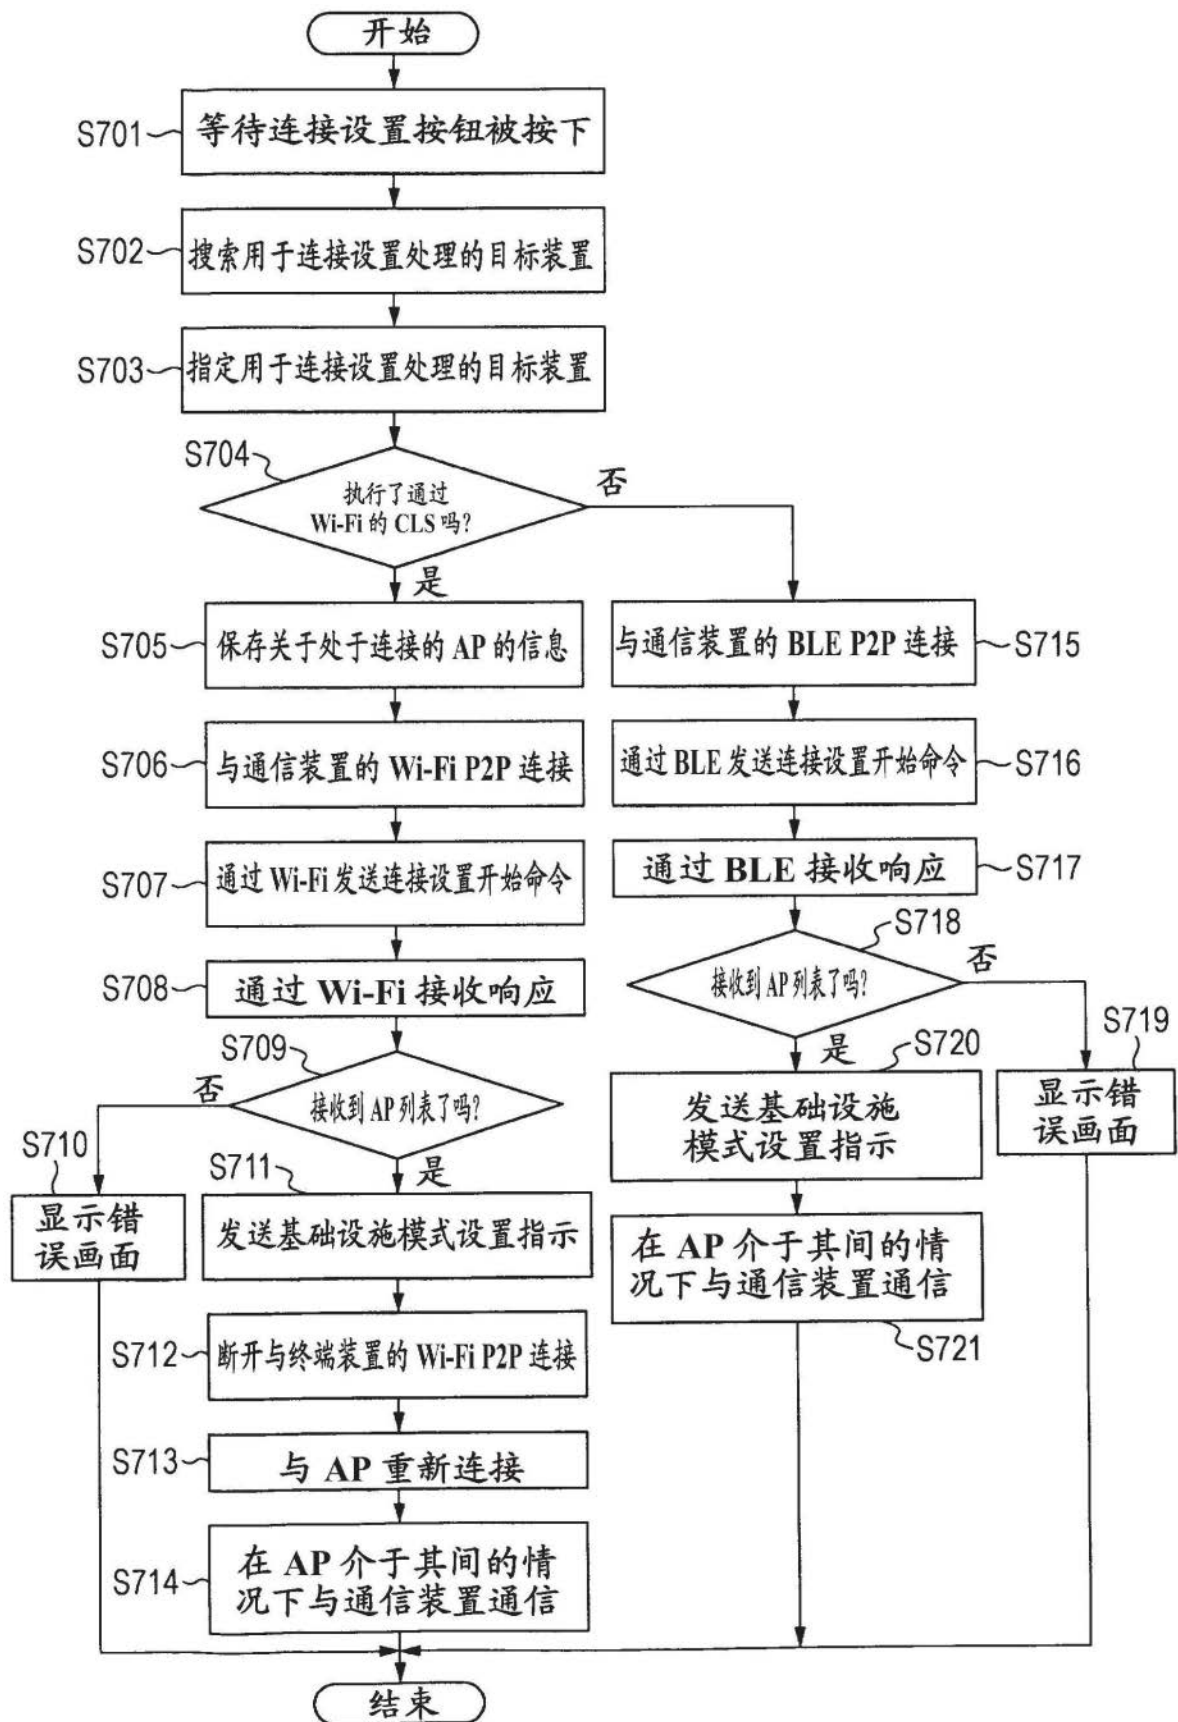 开始
S701
等待连接设置按钮被按下
S702
搜索用于连接设置处理的目标装置
S703
指定用于连接设置处理的目标装置
S704
执行了通过
Wi-Fi 的 CLS 吗?
否
是
S705
保存关于处于连接的 AP 的信息
S706
与通信装置的 Wi-Fi P2P 连接
S707
通过 Wi-Fi 发送连接设置开始命令
S708
通过 Wi-Fi 接收响应
S709
接收到 AP 列表了吗?
否
是
S710
显示错
误画面
S711
发送基础设施模式设置指示
S712
断开与终端装置的 Wi-Fi P2P 连接
S713
与 AP 重新连接
S714
在 AP 介于其间的情
况下与通信装置通信
与通信装置的 BLE P2P 连接
S715
通过 BLE 发送连接设置开始命令
S716
通过 BLE 接收响应
S717
S718
接收到 AP 列表了吗?
否
是
S719
显示错
误画面
S720
发送基础设施
模式设置指示
在 AP 介于其间的情
况下与通信装置通信
S721
结束